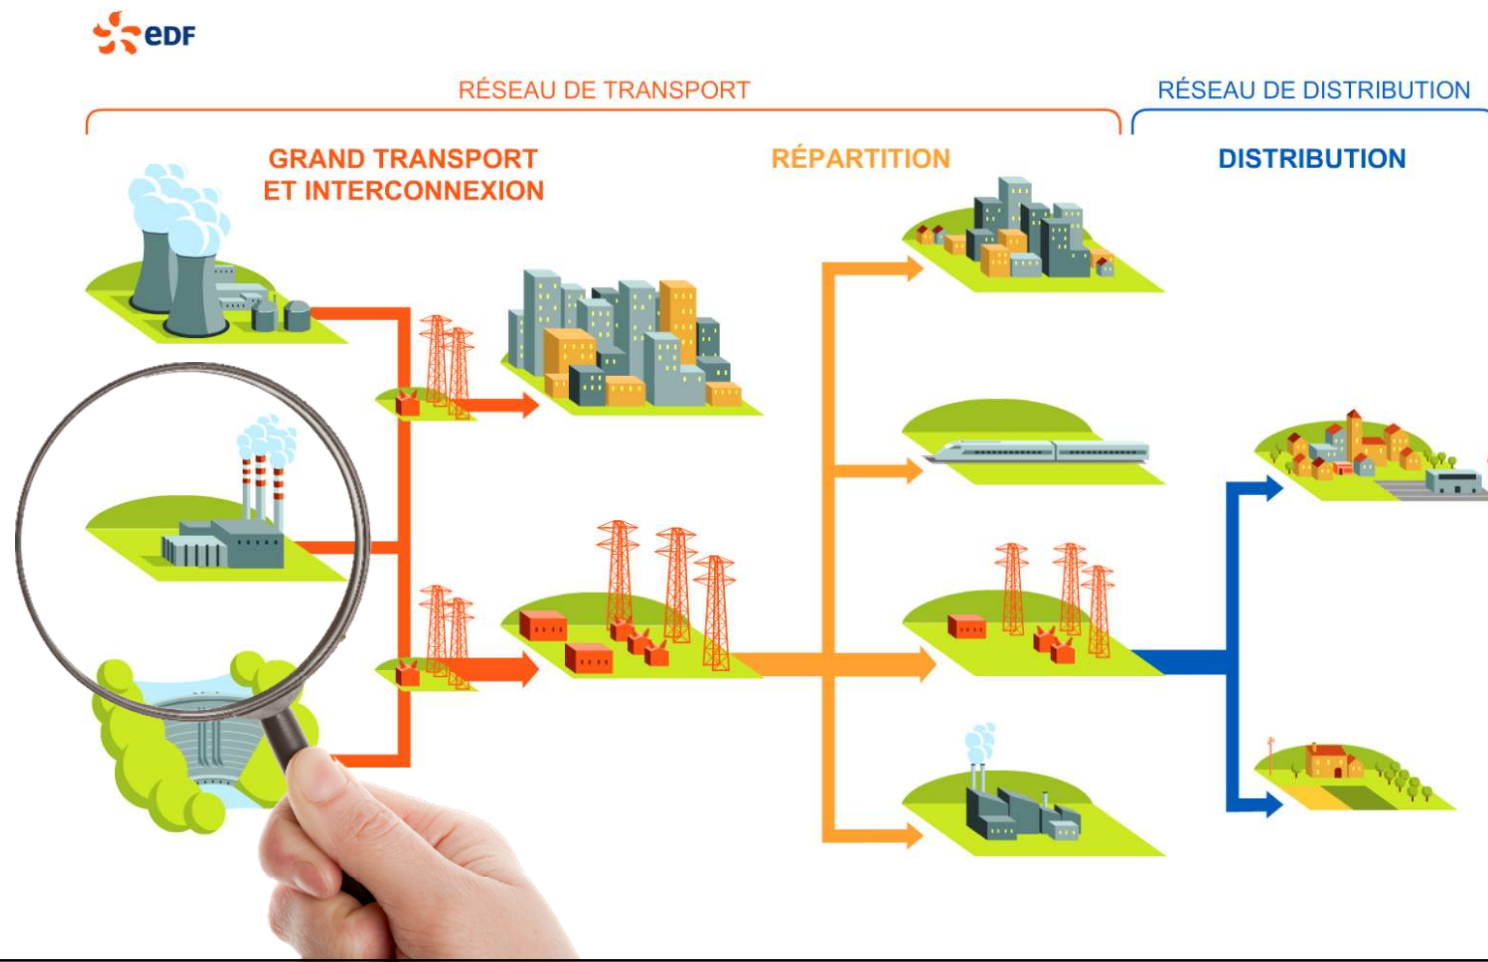 eDF
RÉSEAU DE TRANSPORT
RÉSEAU DE DISTRIBUTION
GRAND TRANSPORT
ET INTERCONNEXION
RÉPARTITION
DISTRIBUTION